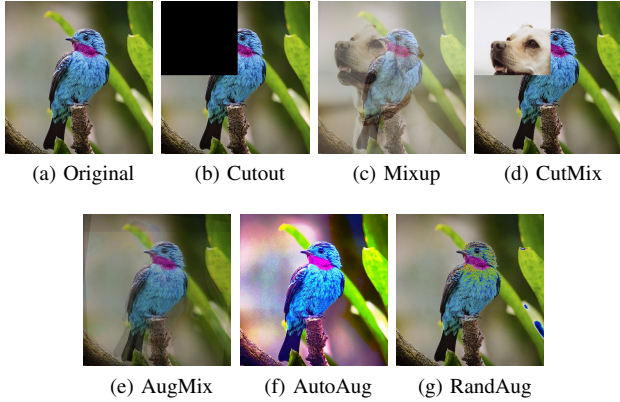 (a) Original
(b) Cutout
(c) Mixup
(d) CutMix
(e) AugMix
(f) AutoAug
(g) RandAug